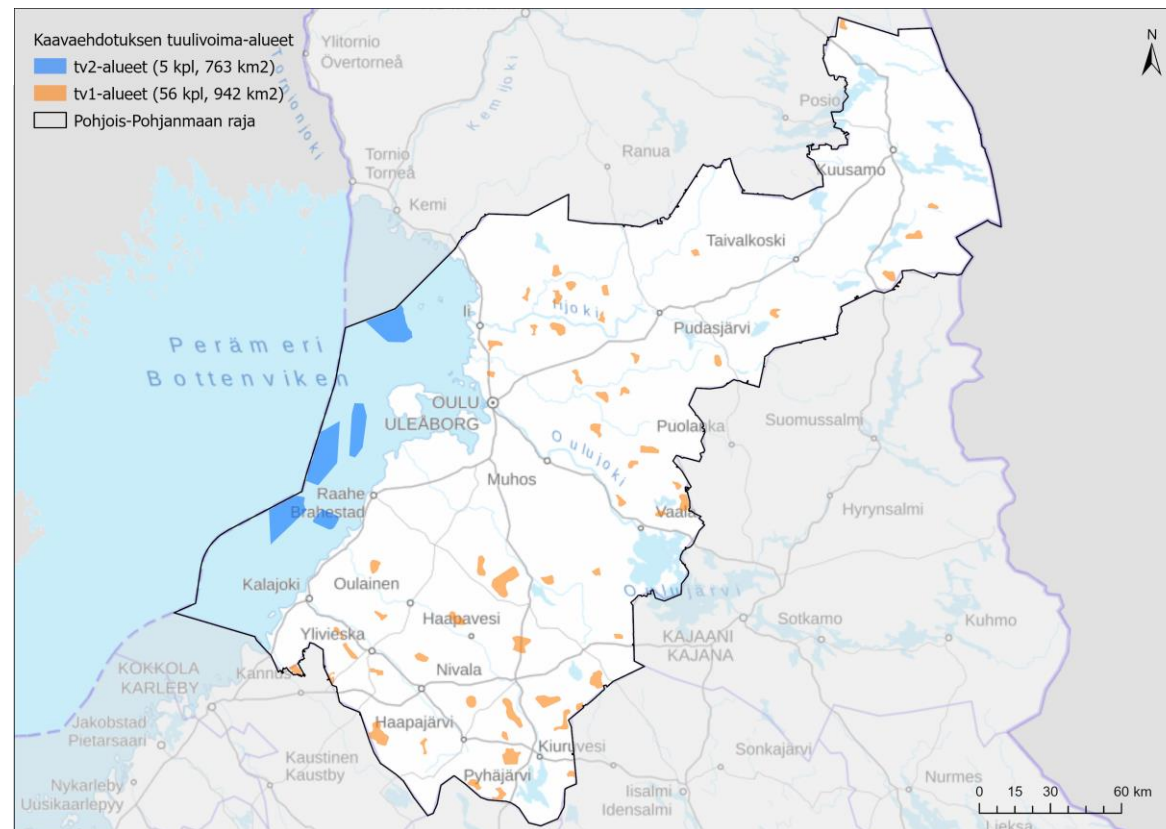 Kaavaehdotuksen tuulivoima-alueet
tv2-alueet (5 kpl, 763 km2)
tv1-alueet (56 kpl, 942 km2)
Pohjois-Pohjanmaan raja
N
Ylitornio
Övertorneå
Tornionjoki
Kemijoki
Posio
Ranua
Tornio
Torneå
Kuusamo
Kemi
Taivalkoski
Iijoki
Ii
Pudasjärvi
Perämeri
Bottenviken
OULU
ULEÅBORG
Suomussalmi
Puolanka
Oulujoki
Muhos
Raahe
Brahestad
Hyrynsalmi
Vaala
Kalajoki
Oulainen
Oulujärvi
Haapavesi
Sotkamo
Kuhmo
Ylivieska
KAJAANI
KAJANA
KOKKOLA
KARLEBY
Kannus
Nivala
Jakobstad
Pietarsaari
Haapajärvi
Kiuruvesi
Sonkajärvi
Kaustinen
Kaustby
Pyhäjärvi
Nykarleby
Uusikaarlepyy
Iisalmi
Idensalmi
Nurmes
Lieksa
0 15 30 60 km